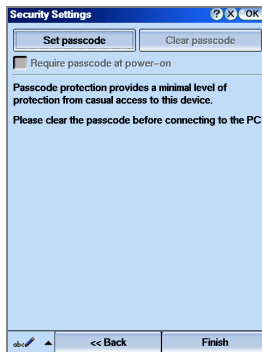 Security Settings ? X OK
Set passcode Clear passcode
Require passcode at power-on
Passcode protection provides a minimal level of
protection from casual access to this device.
Please clear the passcode before connecting to the PC
abc << Back Finish